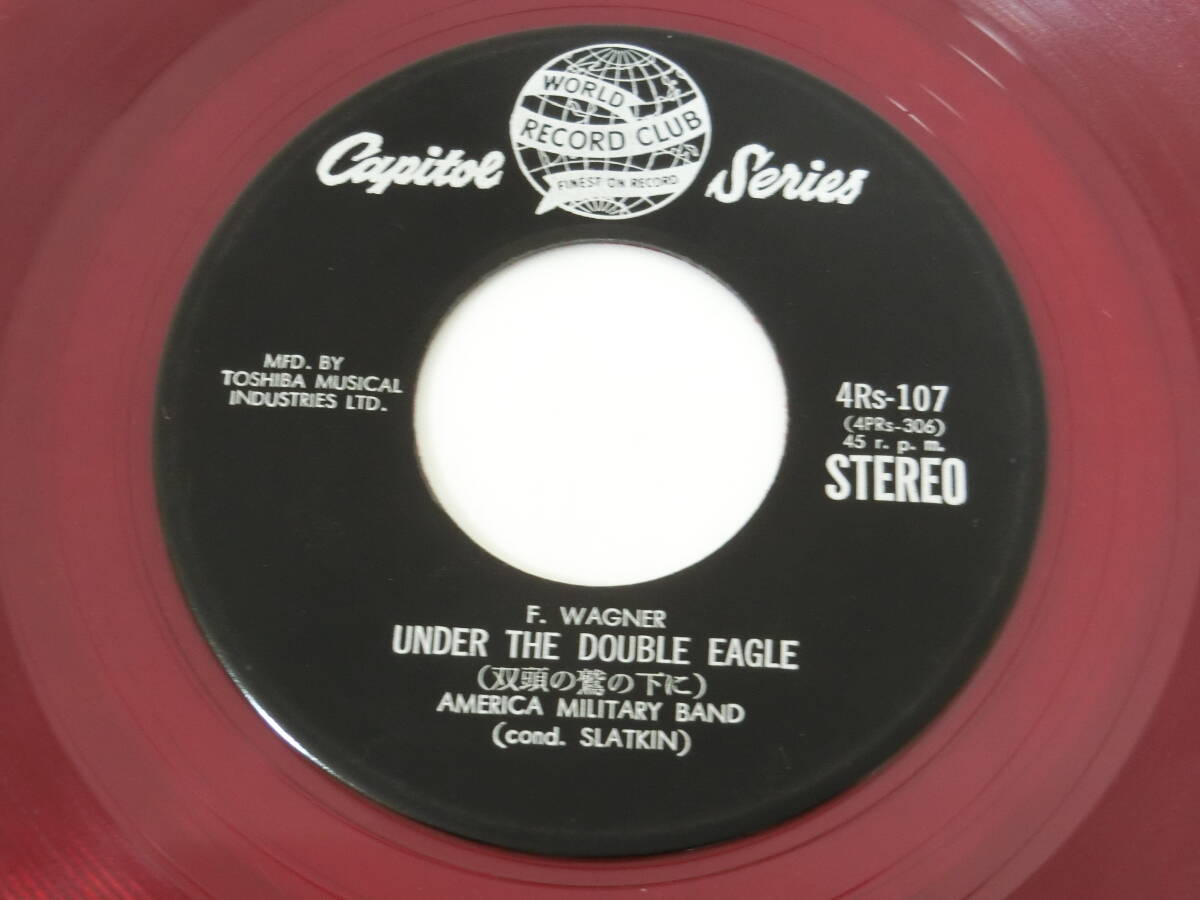 WORLD
RECORD CLUB
FINEST ON RECORD
Capitol Series
MFD. BY
TOSHIBA MUSICAL
INDUSTRIES LTD.
4Rs-107
(4PRs-306)
45 r. p. m.
STEREO
F. WAGNER
UNDER THE DOUBLE EAGLE
(双頭の鷲の下に)
AMERICA MILITARY BAND
(cond. SLATKIN)